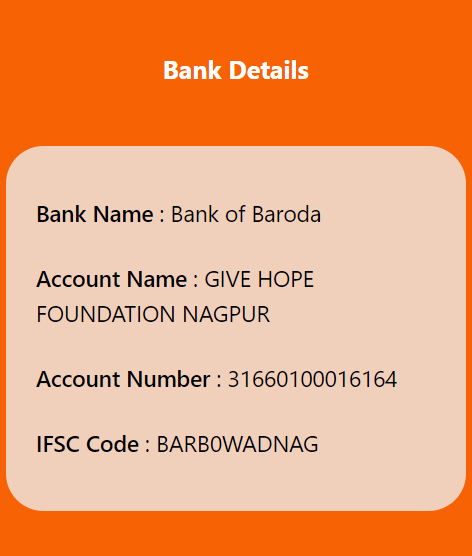 Bank Details
Bank Name : Bank of Baroda
Account Name : GIVE HOPE
FOUNDATION NAGPUR
Account Number : 31660100016164
IFSC Code : BARB0WADNAG